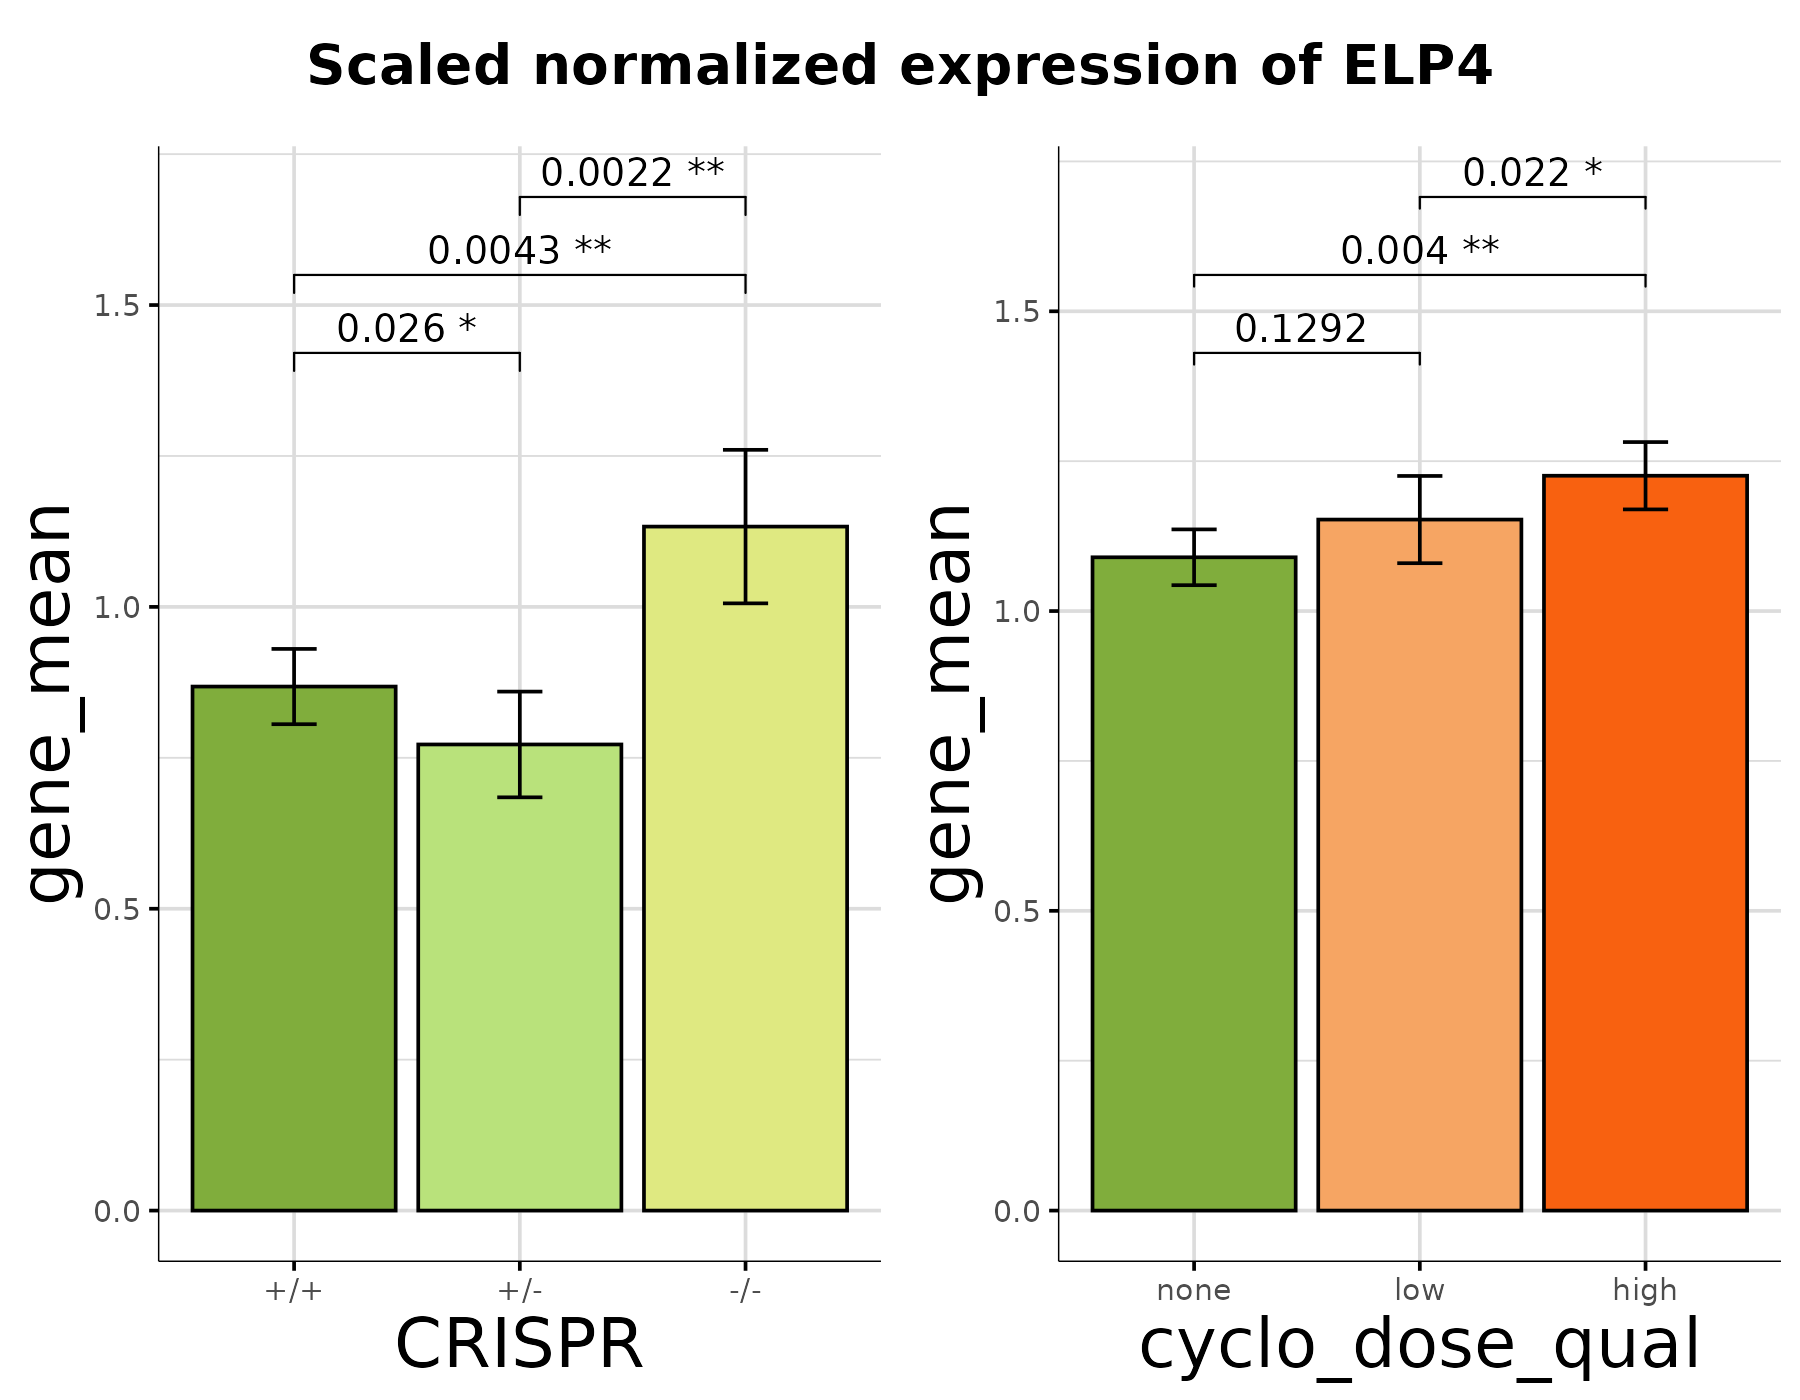 Scaled normalized expression of ELP4
gene_mean
0.0022 **
0.0043 **
0.026 *
1.5
1.0
0.5
0.0
+/+
+/-
-/-
CRISPR
gene_mean
0.022 *
0.004 **
0.1292
1.5
1.0
0.5
0.0
none
low
high
cyclo_dose_qual